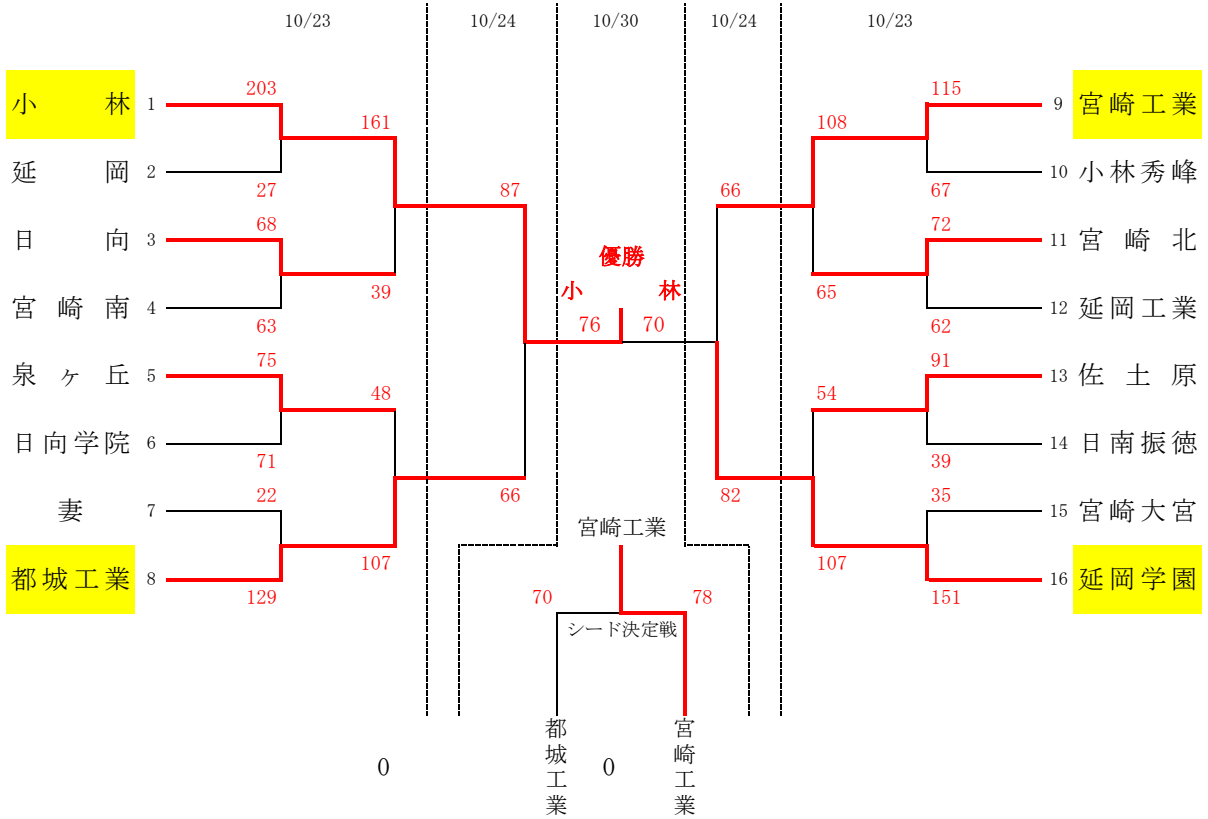 10/23 10/24 10/30 10/24 10/23
203 115
小林 1 9 宮崎工業
161 108
延岡 2 10 小林秀峰
27 87 66 67
68 72
日向 3 11 宮崎北
優勝
39 小林 65
宮崎南 4 12 延岡工業
63 76 70 62
75 91
泉ヶ丘 5 13 佐土原
48 54
日向学院 6 14 日南振徳
71 39
22 66 82 35
妻 7 15 宮崎大宮
宮崎工業
107 107
都城工業 8 16 延岡学園
129 70 78 151
シード決定戦
都城工業 宮崎工業
0 0